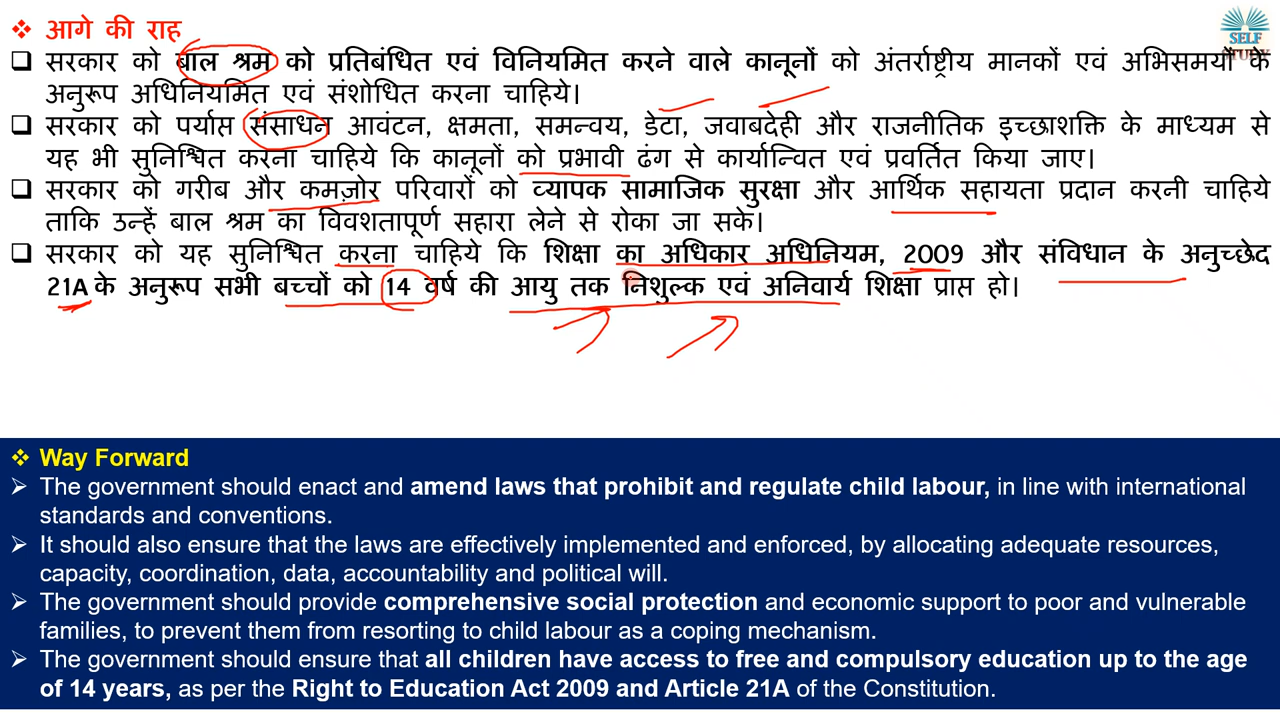 ❖ आगे की राह
SELF
STUDY
❑ सरकार को बाल श्रम को प्रतिबंधित एवं विनियमित करने वाले कानूनों को अंतर्राष्ट्रीय मानकों एवं अभिसमयों के
अनुरूप अधिनियमित एवं संशोधित करना चाहिये।
❑ सरकार को पर्याप्त संसाधन आवंटन, क्षमता, समन्वय, डेटा, जवाबदेही और राजनीतिक इच्छाशक्ति के माध्यम से
यह भी सुनिश्चित करना चाहिये कि कानूनों को प्रभावी ढंग से कार्यान्वित एवं प्रवर्तित किया जाए।
❑ सरकार को गरीब और कमज़ोर परिवारों को व्यापक सामाजिक सुरक्षा और आर्थिक सहायता प्रदान करनी चाहिये
ताकि उन्हें बाल श्रम का विवशतापूर्ण सहारा लेने से रोका जा सके।
❑ सरकार को यह सुनिश्चित करना चाहिये कि शिक्षा का अधिकार अधिनियम, 2009 और संविधान के अनुच्छेद
21A के अनुरूप सभी बच्चों को 14 वर्ष की आयु तक निशुल्क एवं अनिवार्य शिक्षा प्राप्त हो।
❖ Way Forward
➢ The government should enact and amend laws that prohibit and regulate child labour, in line with international
standards and conventions.
➢ It should also ensure that the laws are effectively implemented and enforced, by allocating adequate resources,
capacity, coordination, data, accountability and political will.
➢ The government should provide comprehensive social protection and economic support to poor and vulnerable
families, to prevent them from resorting to child labour as a coping mechanism.
➢ The government should ensure that all children have access to free and compulsory education up to the age
of 14 years, as per the Right to Education Act 2009 and Article 21A of the Constitution.